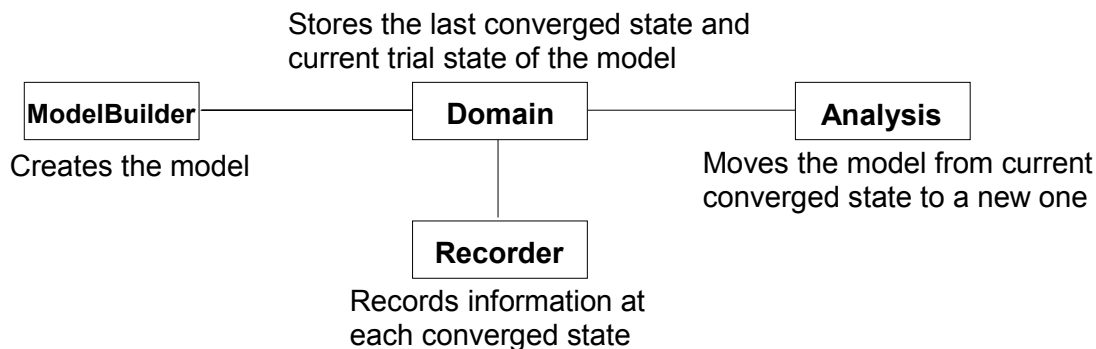 Stores the last converged state and
current trial state of the model
ModelBuilder
Domain
Analysis
Creates the model
Moves the model from current
converged state to a new one
Recorder
Records information at
each converged state